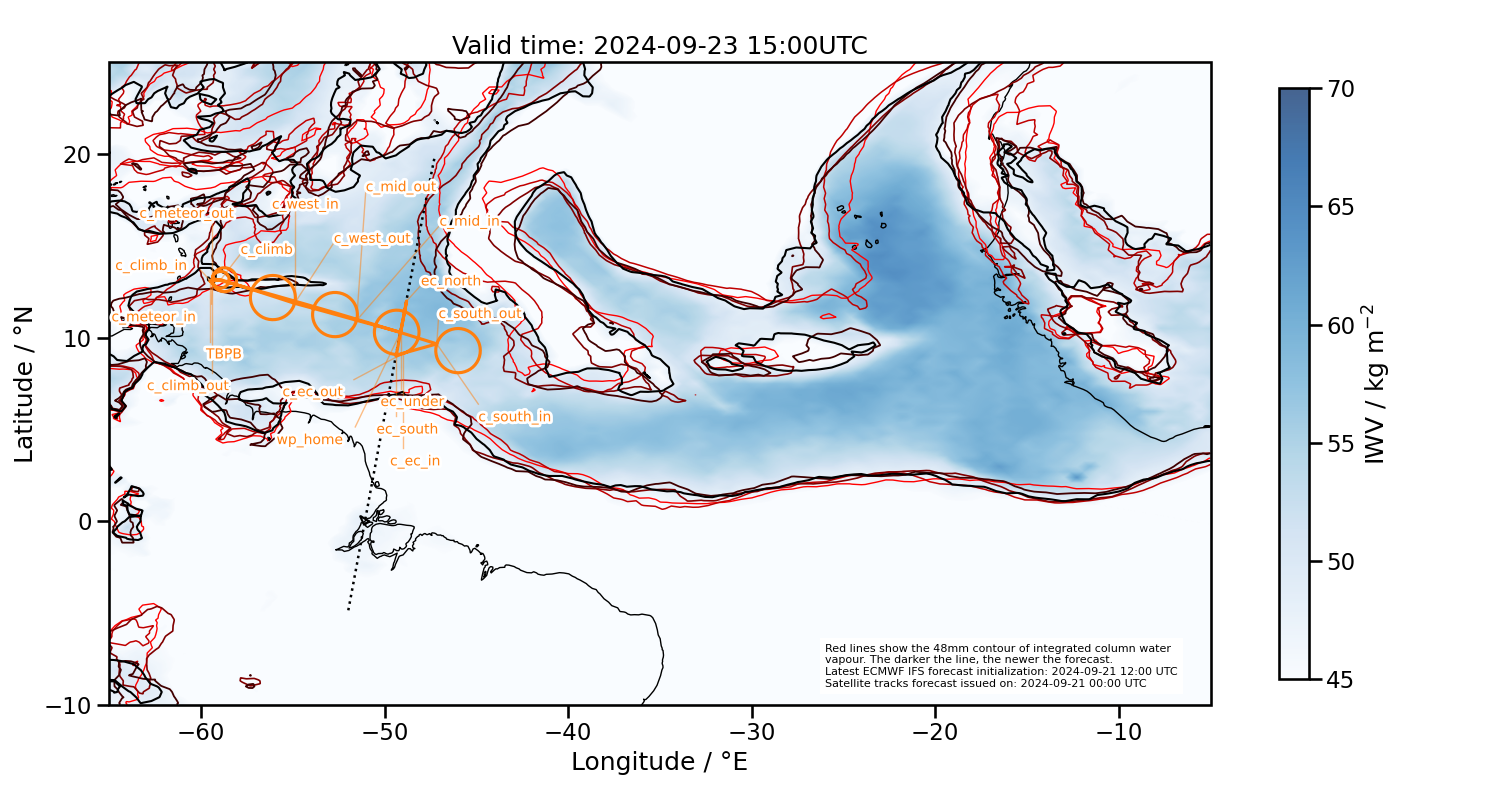 Valid time: 2024-09-23 15:00UTC
20
10
0
−10
Latitude / °N
c_mid_out
c_west_in
c_meteor_out
c_mid_in
c_west_out
c_climb
c_climb_in
ec_north
c_south_out
c_meteor_in
TBPB
c_climb_out
c_ec_out
ec_under
c_south_in
ec_south
wp_home
c_ec_in
Red lines show the 48mm contour of integrated column water
vapour. The darker the line, the newer the forecast.
Latest ECMWF IFS forecast initialization: 2024-09-21 12:00 UTC
Satellite tracks forecast issued on: 2024-09-21 00:00 UTC
−60
−50
−40
−30
−20
−10
Longitude / °E
70
65
60
55
50
45
IWV / kg m⁻²